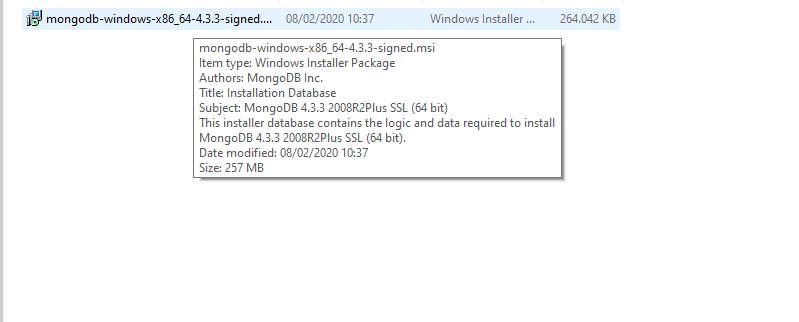 mongodb-windows-x86_64-4.3.3-signed.... 08/02/2020 10:37 Windows Installer ... 264.042 KB
mongodb-windows-x86_64-4.3.3-signed.msi
Item type: Windows Installer Package
Authors: MongoDB Inc.
Title: Installation Database
Subject: MongoDB 4.3.3 2008R2Plus SSL (64 bit)
This installer database contains the logic and data required to install
MongoDB 4.3.3 2008R2Plus SSL (64 bit).
Date modified: 08/02/2020 10:37
Size: 257 MB